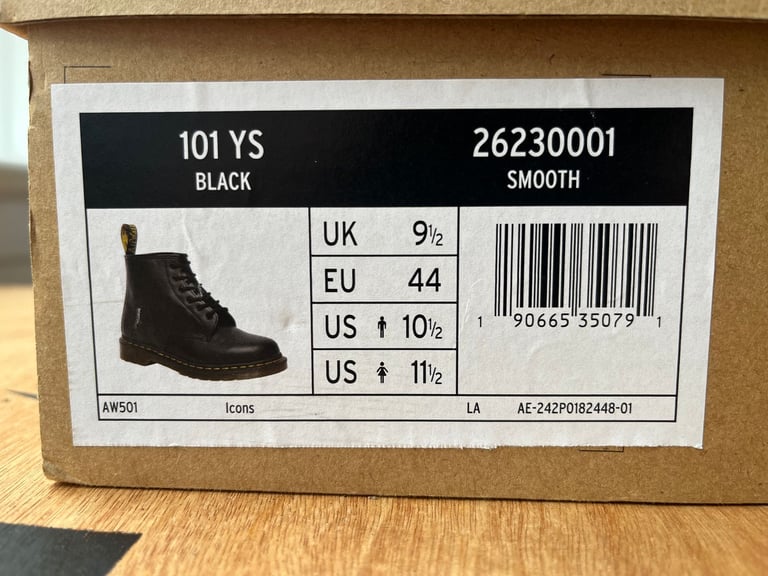 101 YS
BLACK
26230001
SMOOTH
UK 9½
EU 44
US 10½
US 11½
1 90665 35079 1
AW501 Icons LA AE-242P0182448-01